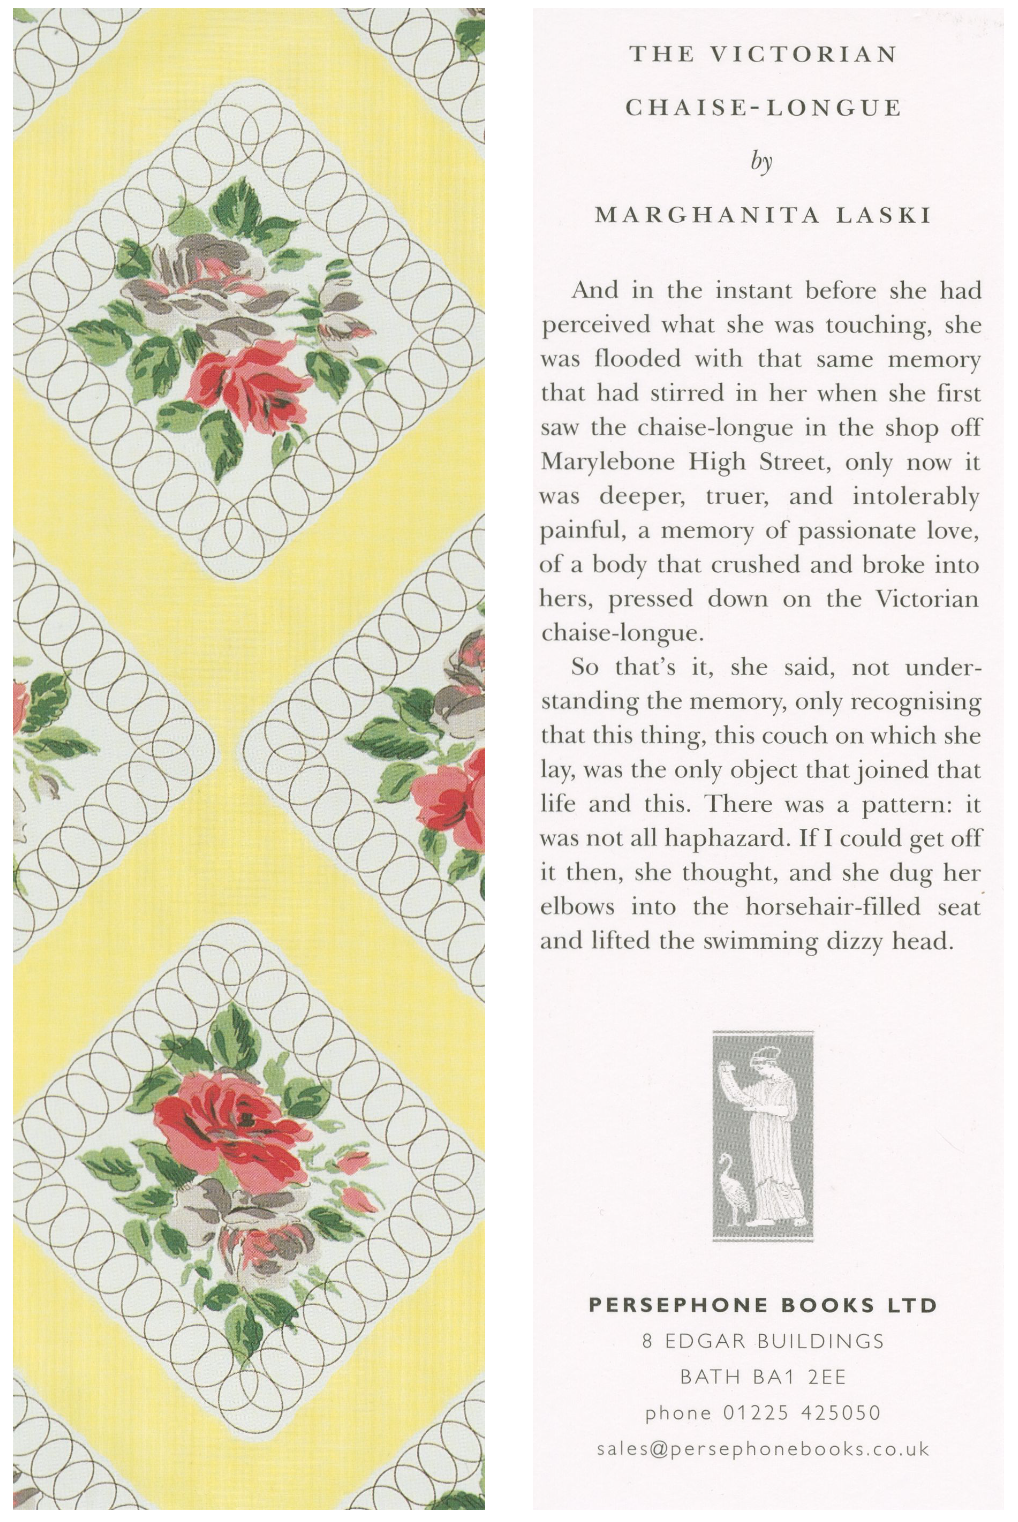 THE VICTORIAN
CHAISE-LONGUE
by
MARGHANITA LASKI
And in the instant before she had
perceived what she was touching, she
was flooded with that same memory
that had stirred in her when she first
saw the chaise-longue in the shop off
Marylebone High Street, only now it
was deeper, truer, and intolerably
painful, a memory of passionate love,
of a body that crushed and broke into
hers, pressed down on the Victorian
chaise-longue.
So that’s it, she said, not under-
standing the memory, only recognising
that this thing, this couch on which she
lay, was the only object that joined that
life and this. There was a pattern: it
was not all haphazard. If I could get off
it then, she thought, and she dug her
elbows into the horsehair-filled seat
and lifted the swimming dizzy head.
PERSEPHONE BOOKS LTD
8 EDGAR BUILDINGS
BATH BA1 2EE
phone 01225 425050
sales@persephonebooks.co.uk